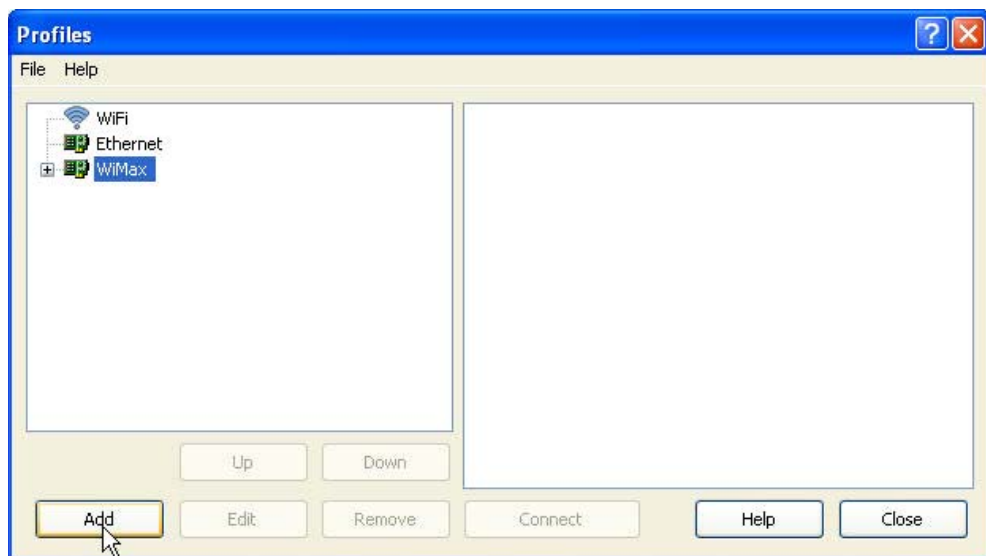 Profiles
File Help
WiFi
Ethernet
WiMax
Up Down
Add Edit Remove Connect Help Close